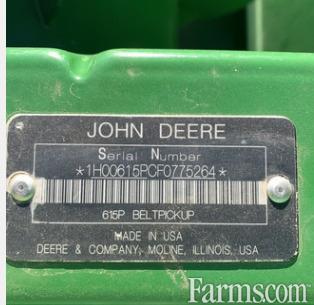 JOHN DEERE
Serial Number
*1H00615PCF0775264*
615P BELTPICKUP
MADE IN USA
DEERE & COMPANY, MOLINE, ILLINOIS, USA
Farms.com